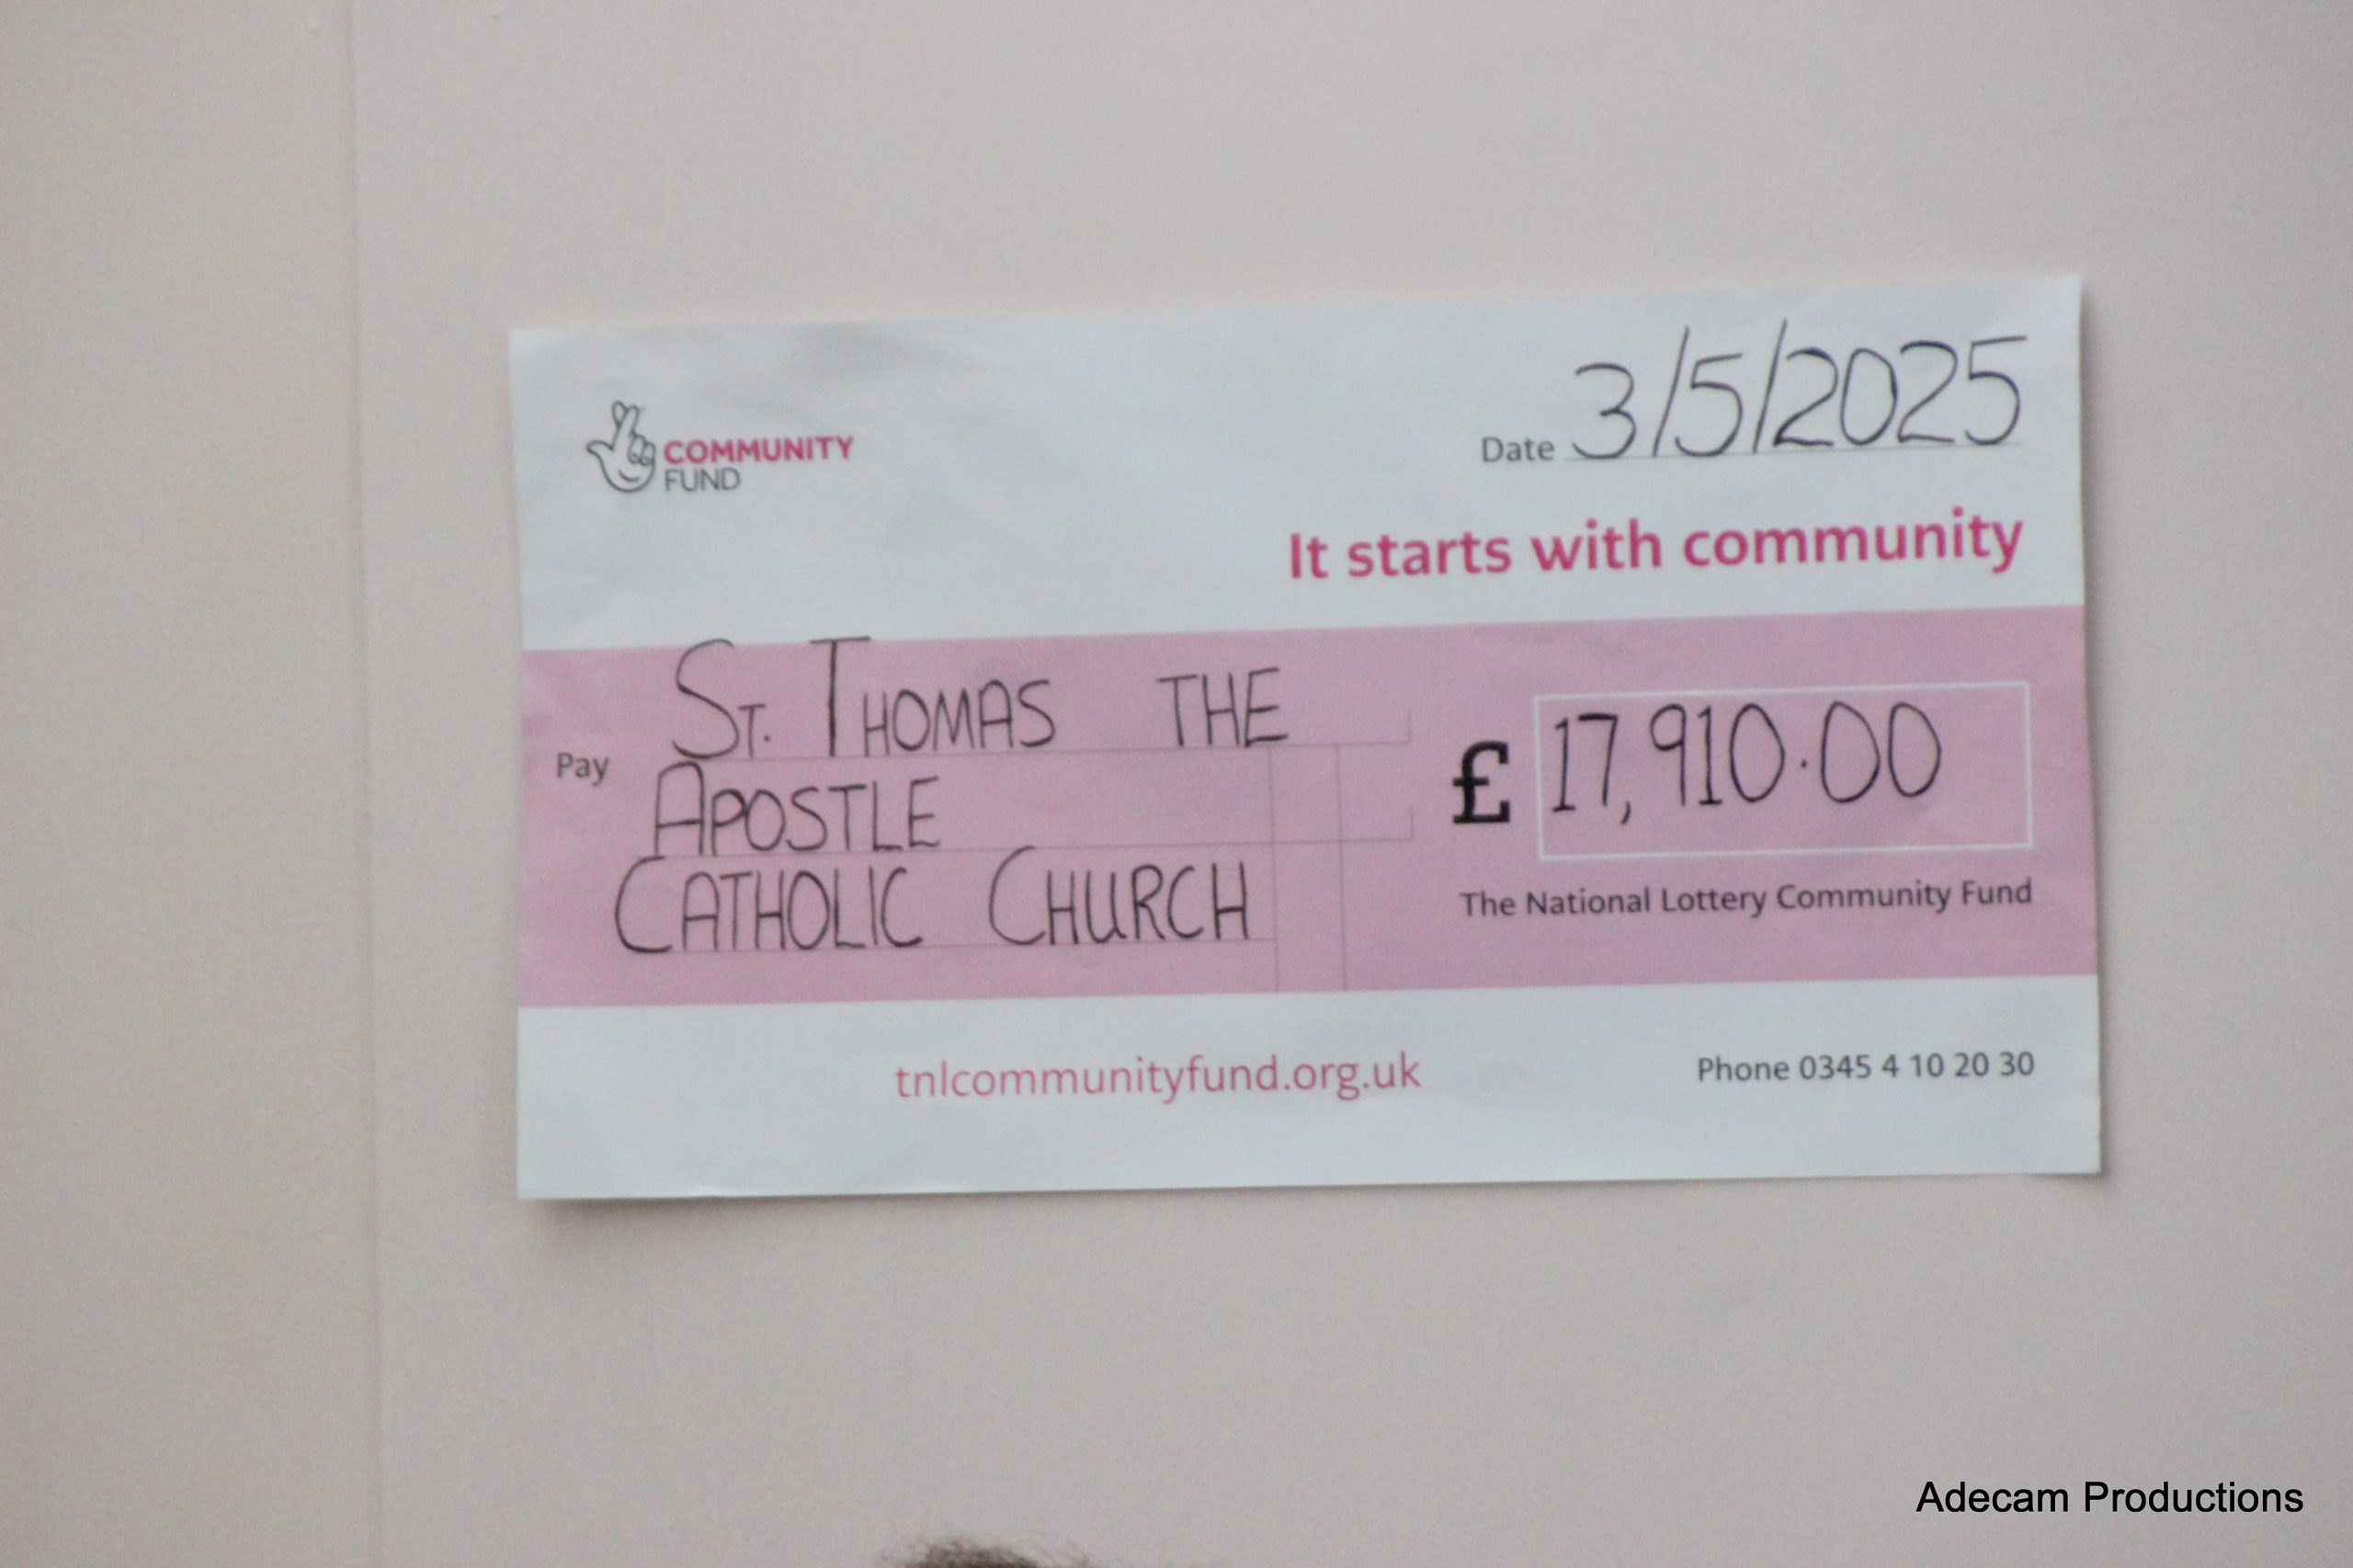 COMMUNITY
FUND
Date 3/5/2025
It starts with community
Pay
ST. THOMAS THE
APOSTLE
CATHOLIC CHURCH
£ 17,910.00
The National Lottery Community Fund
tnlcommunityfund.org.uk
Phone 0345 4 10 20 30
Adecam Productions